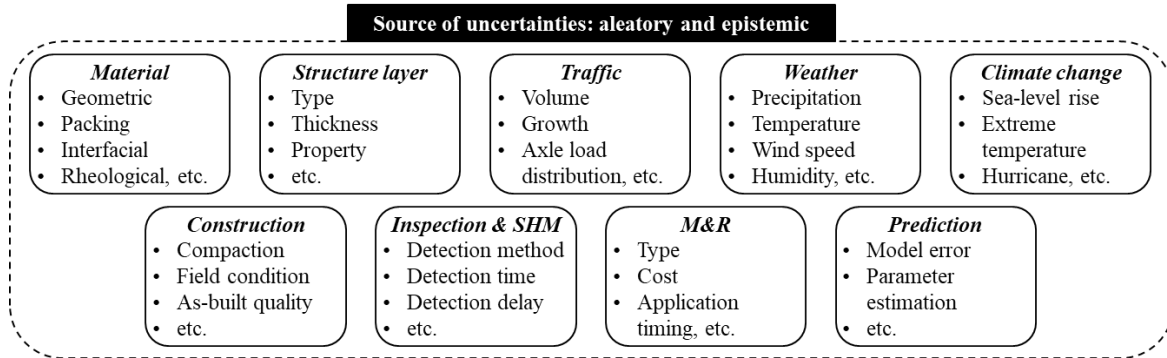 Source of uncertainties: aleatory and epistemic
Material
• Geometric
• Packing
• Interfacial
• Rheological, etc.
Structure layer
• Type
• Thickness
• Property
• etc.
Traffic
• Volume
• Growth
• Axle load
distribution, etc.
Weather
• Precipitation
• Temperature
• Wind speed
• Humidity, etc.
Climate change
• Sea-level rise
• Extreme
temperature
• Hurricane, etc.
Construction
• Compaction
• Field condition
• As-built quality
• etc.
Inspection & SHM
• Detection method
• Detection time
• Detection delay
• etc.
M&R
• Type
• Cost
• Application
timing, etc.
Prediction
• Model error
• Parameter
estimation
• etc.